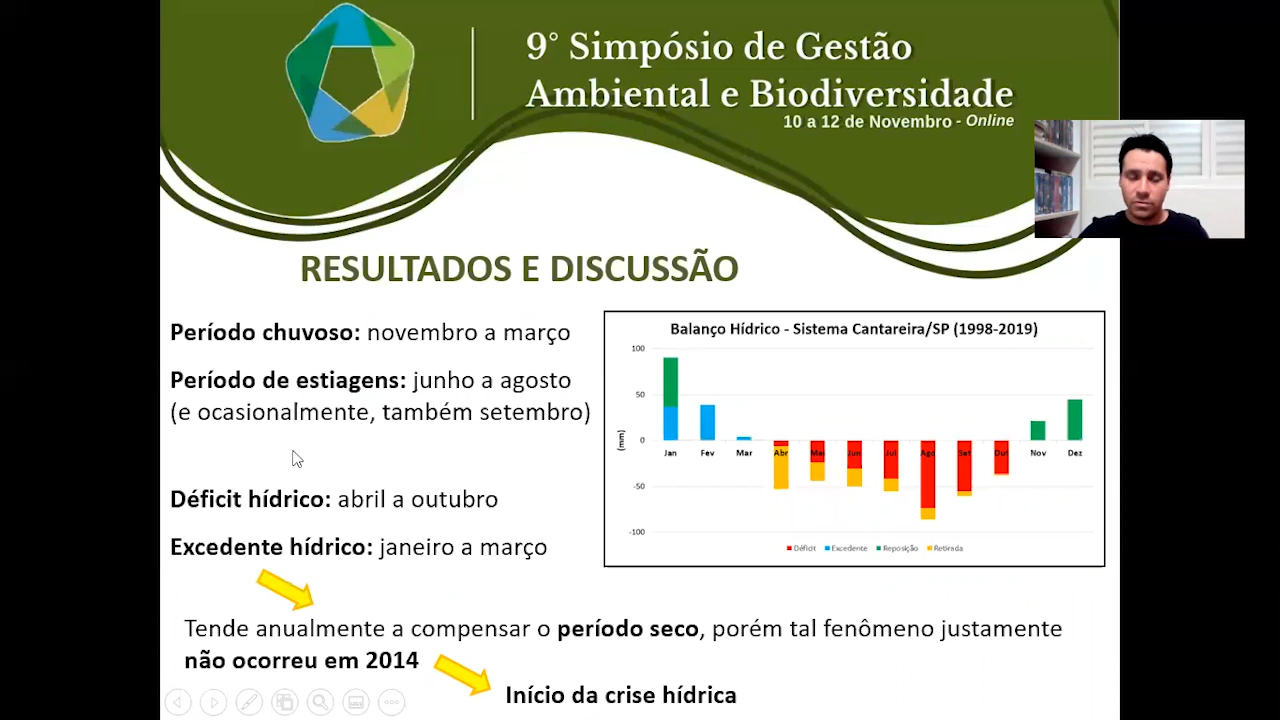 9° Simpósio de Gestão
Ambiental e Biodiversidade
10 a 12 de Novembro - Online
RESULTADOS E DISCUSSÃO
Período chuvoso: novembro a março
Período de estiagens: junho a agosto
(e ocasionalmente, também setembro)
Déficit hídrico: abril a outubro
Excedente hídrico: janeiro a março
Balanço Hídrico - Sistema Cantareira/SP (1998-2019)
100
50
0
-50
-100
(mm)
Jan Fev Mar Abr Mai Jun Jul Ago Set Out Nov Dez
Déficit Excedente Reposição Retirada
Tende anualmente a compensar o período seco, porém tal fenômeno justamente
não ocorreu em 2014
Início da crise hídrica